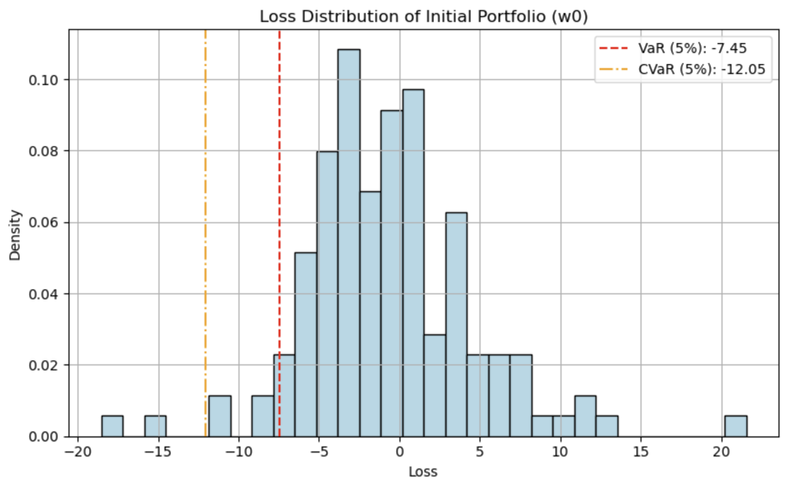 Loss Distribution of Initial Portfolio (w0)
VaR (5%): -7.45
CVaR (5%): -12.05
Density
0.10
0.08
0.06
0.04
0.02
0.00
−20 −15 −10 −5 0 5 10 15 20
Loss